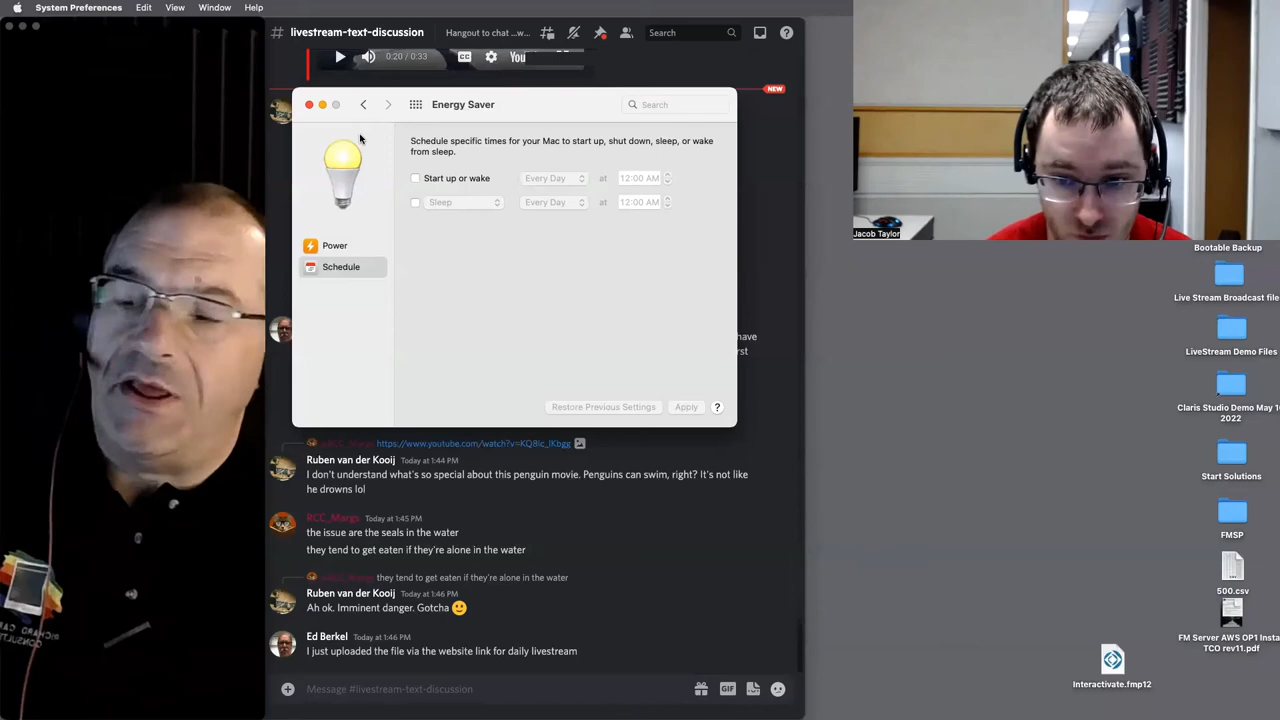 System Preferences Edit View Window Help
# livestream-text-discussion Hangout to chat ...w... Search
0:20 / 0:33 CC You
NEW
Energy Saver Search
Schedule specific times for your Mac to start up, shut down, sleep, or wake
from sleep.
Start up or wake Every Day at 12:00 AM
Sleep Every Day at 12:00 AM
Power
Schedule
Restore Previous Settings Apply ?
have
rst
Ruben van der Kooij Today at 1:44 PM
I don't understand what's so special about this penguin movie. Penguins can swim, right? It's not like
he drowns lol
RCC_Margs Today at 1:45 PM
the issue are the seals in the water
they tend to get eaten if they're alone in the water
they tend to get eaten if they're alone in the water
Ruben van der Kooij Today at 1:46 PM
Ah ok. Imminent danger. Gotcha
Ed Berkel Today at 1:46 PM
I just uploaded the file via the website link for daily livestream
Message #livestream-text-discussion
GIF
Jacob Taylor
Bootable Backup
Live Stream Broadcast file
LiveStream Demo Files
Claris Studio Demo May 1
2022
Start Solutions
FMSP
500.csv
FM Server AWS OP1 Insta
TCO rev11.pdf
Interactivate.fmp12